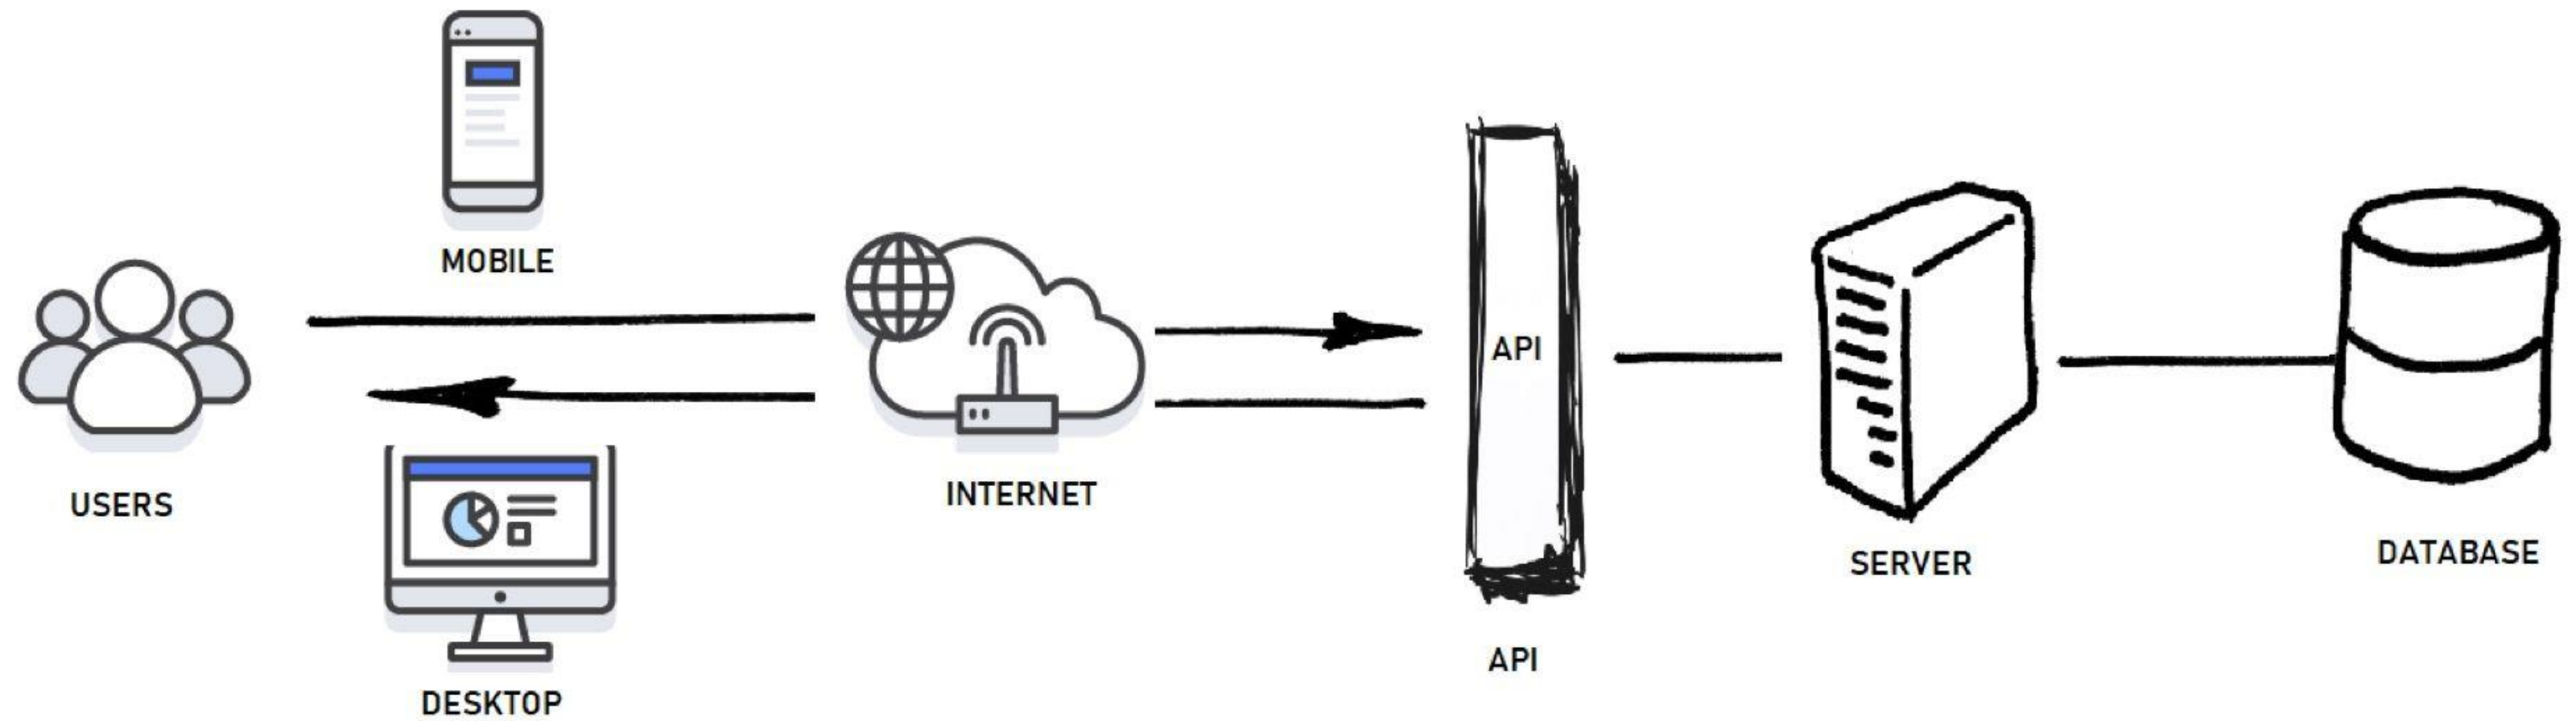 MOBILE
USERS
DESKTOP
INTERNET
API
API
SERVER
DATABASE